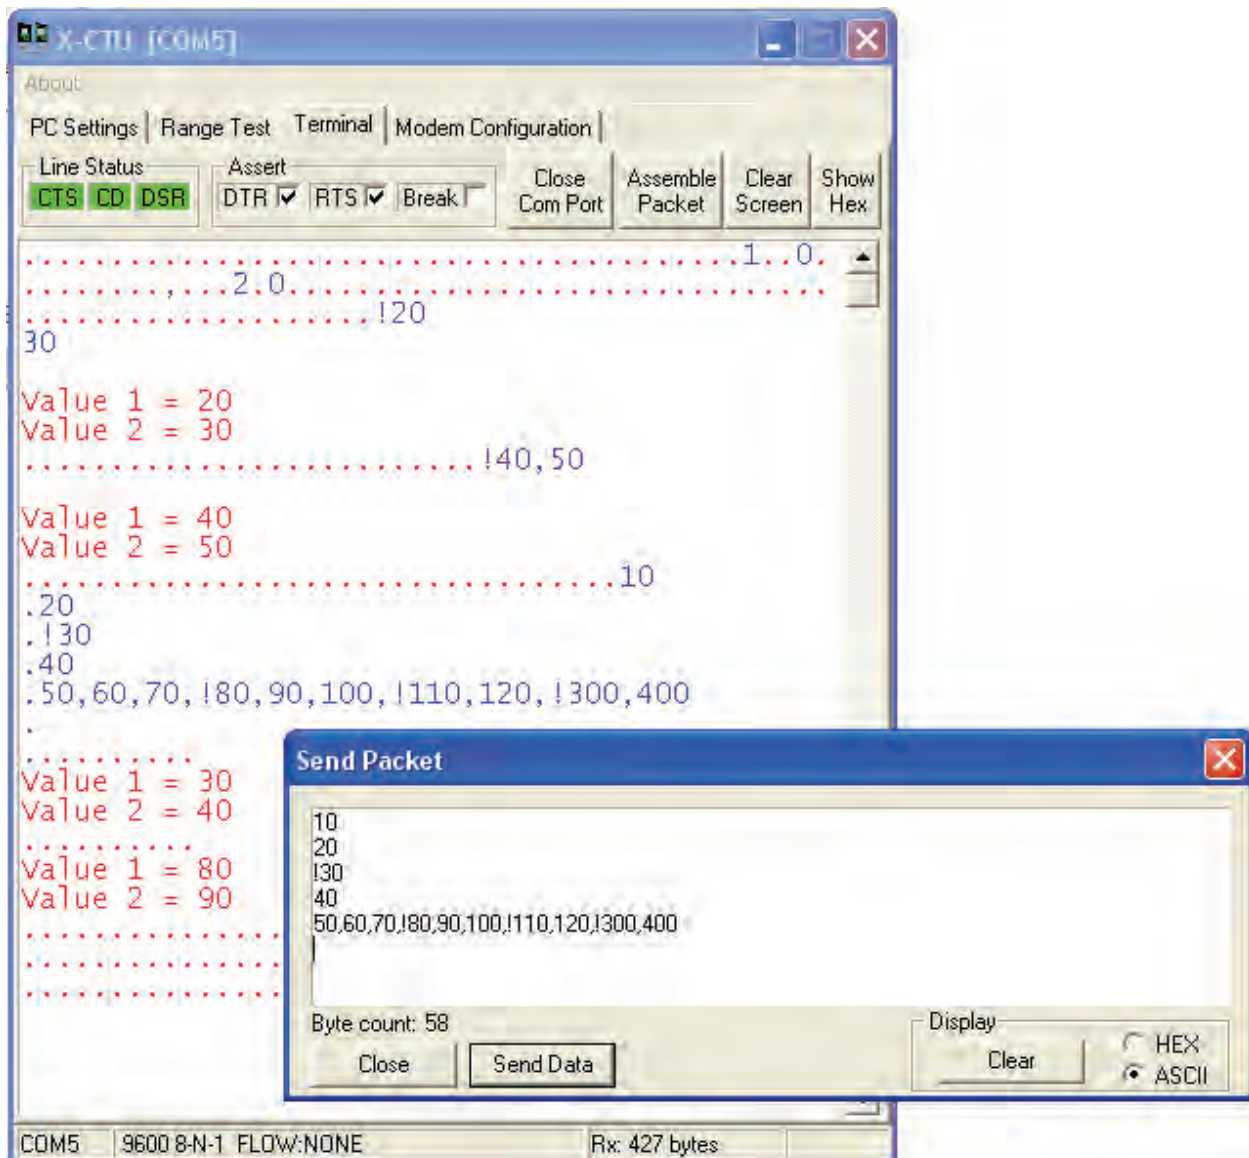 X-CTU [COM5]
About
PC Settings Range Test Terminal Modem Configuration
Line Status
CTS CD DSR
Assert
DTR RTS Break
Close Com Port
Assemble Packet
Clear Screen
Show Hex
.................................................1..0.
.........,...2.0.....................................
........................!20
30
Value 1 = 20
Value 2 = 30
...............................!40,50
Value 1 = 40
Value 2 = 50
.........................................10
.20
.!30
.40
.50,60,70,!80,90,100,!110,120,!300,400
.
............
Value 1 = 30
Value 2 = 40
............
Value 1 = 80
Value 2 = 90
..................
..................
..................
Send Packet
10
20
!30
40
50,60,70,!80,90,100,!110,120,!300,400
Byte count: 58
Close
Send Data
Display
Clear
HEX
ASCII
COM5 9600 8-N-1 FLOW:NONE Rx: 427 bytes